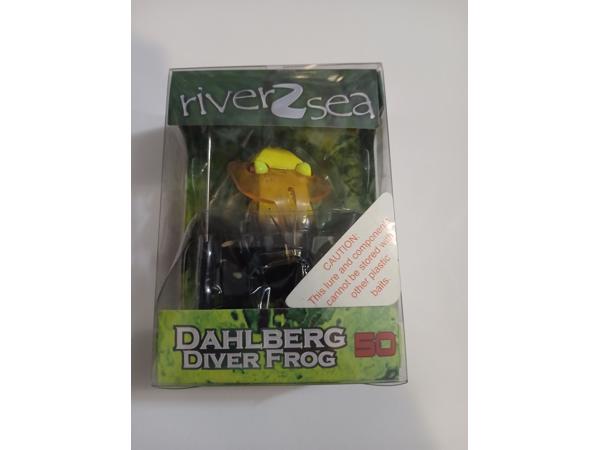 river2sea
CAUTION:
This lure and components
cannot be stored with
other plastic
baits.
DAHLBERG
DIVER FROG 50